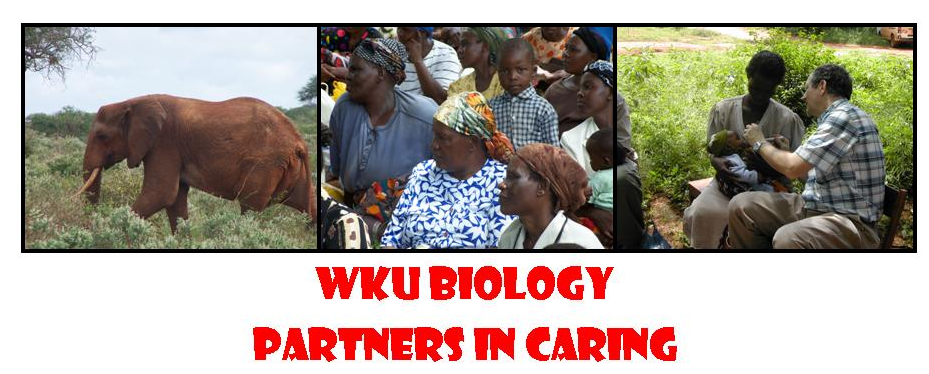 WKU BIOLOGY
PARTNERS IN CARING